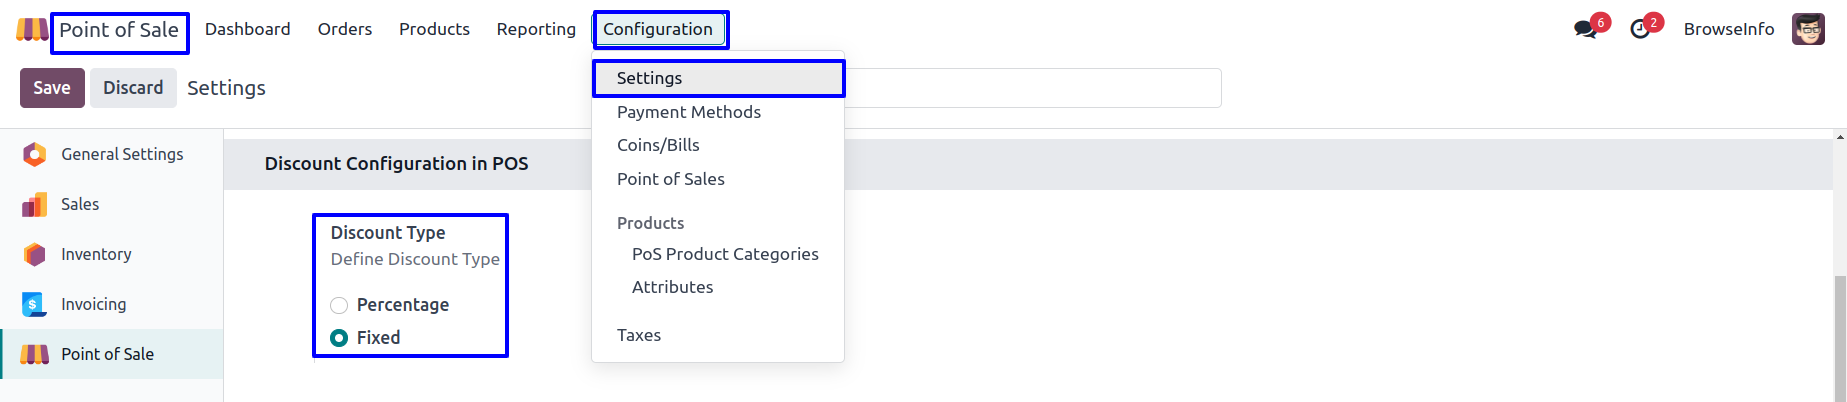 Point of Sale Dashboard Orders Products Reporting Configuration 6 2 BrowseInfo
Save Discard Settings
Settings
Payment Methods
Coins/Bills
Point of Sales
Products
PoS Product Categories
Attributes
Taxes
General Settings
Sales
Inventory
Invoicing
Point of Sale
Discount Configuration in POS
Discount Type
Define Discount Type
Percentage
Fixed